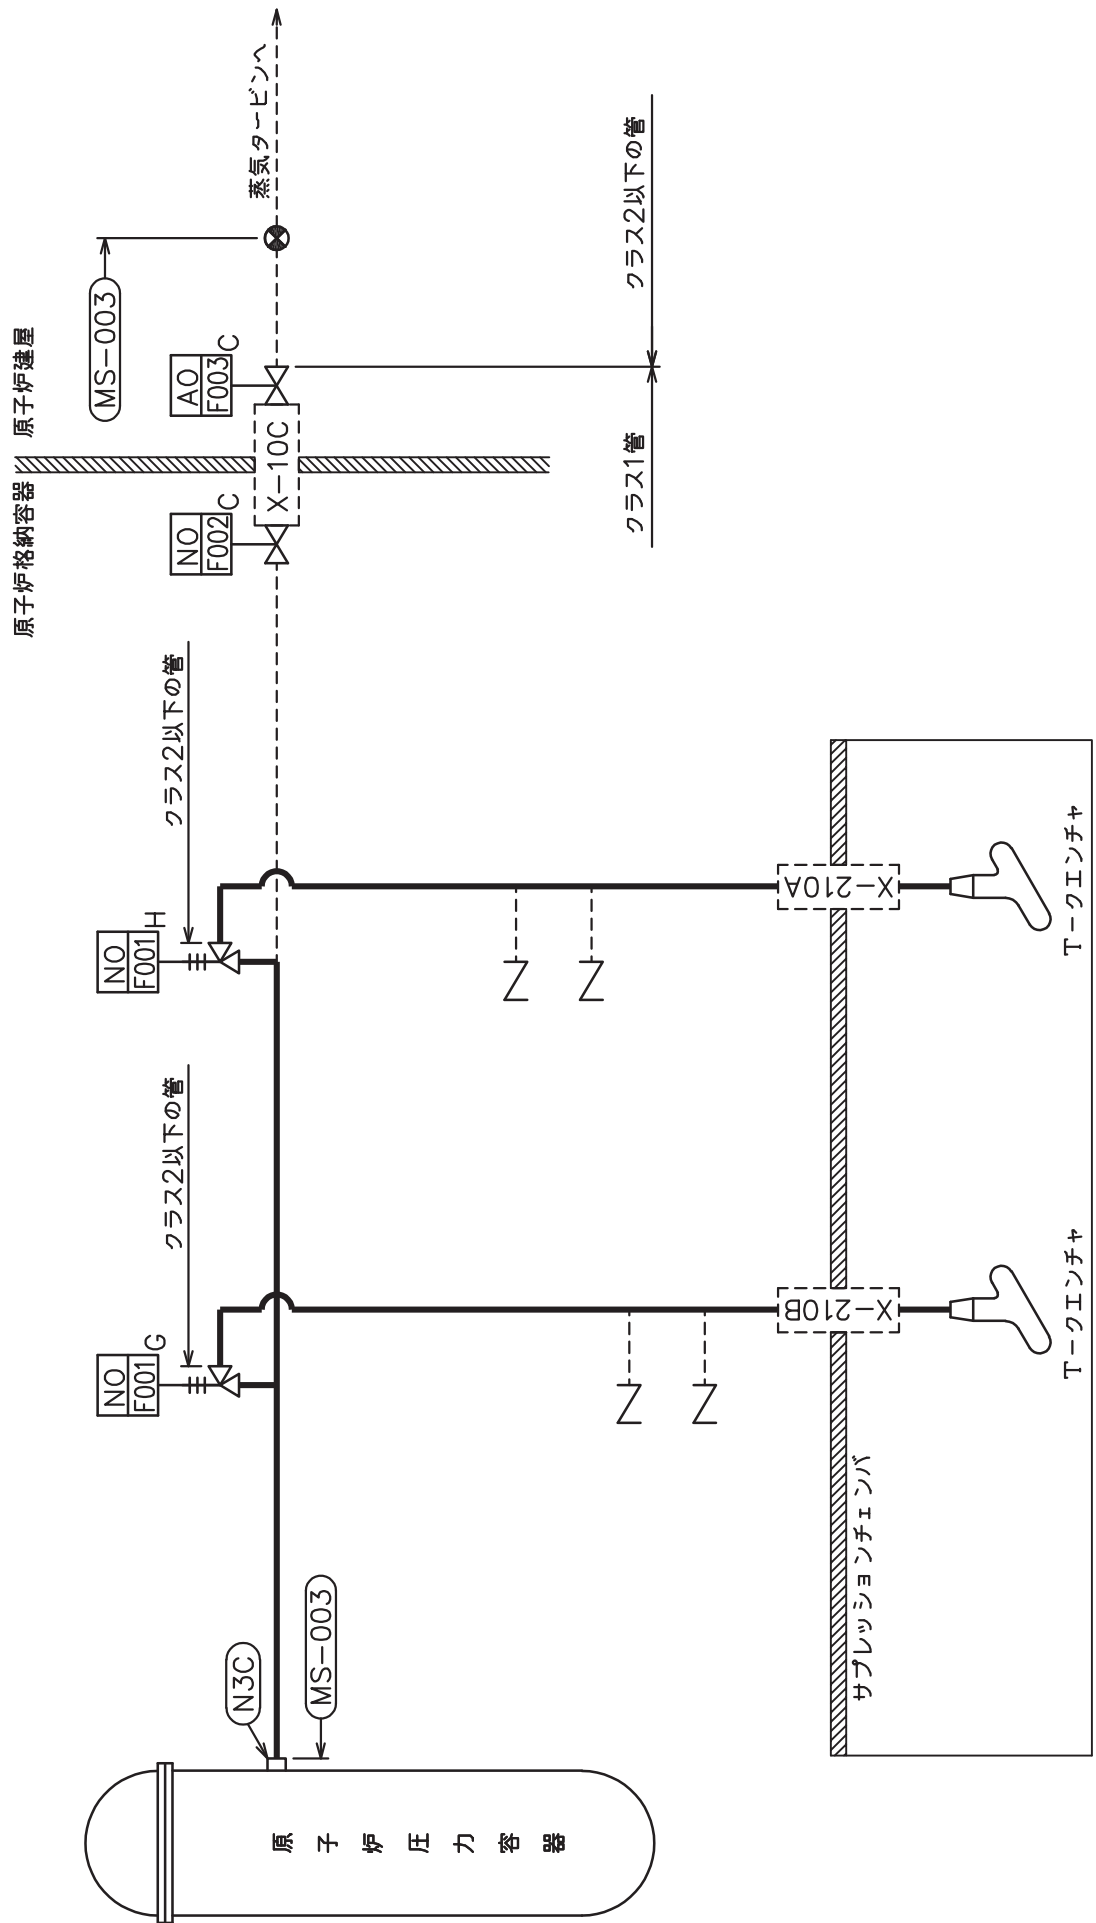 原子炉圧力容器
N3C
MS-003
NO
F001
G
クラス2以下の管
NO
F001
H
クラス2以下の管
原子炉格納容器
原子炉建屋
NO
F002
C
X-10C
AO
F003
C
MS-003
蒸気タービンへ
クラス1管
クラス2以下の管
サプレッションチェンバ
X-210B
T-クエンチャ
X-210A
T-クエンチャ